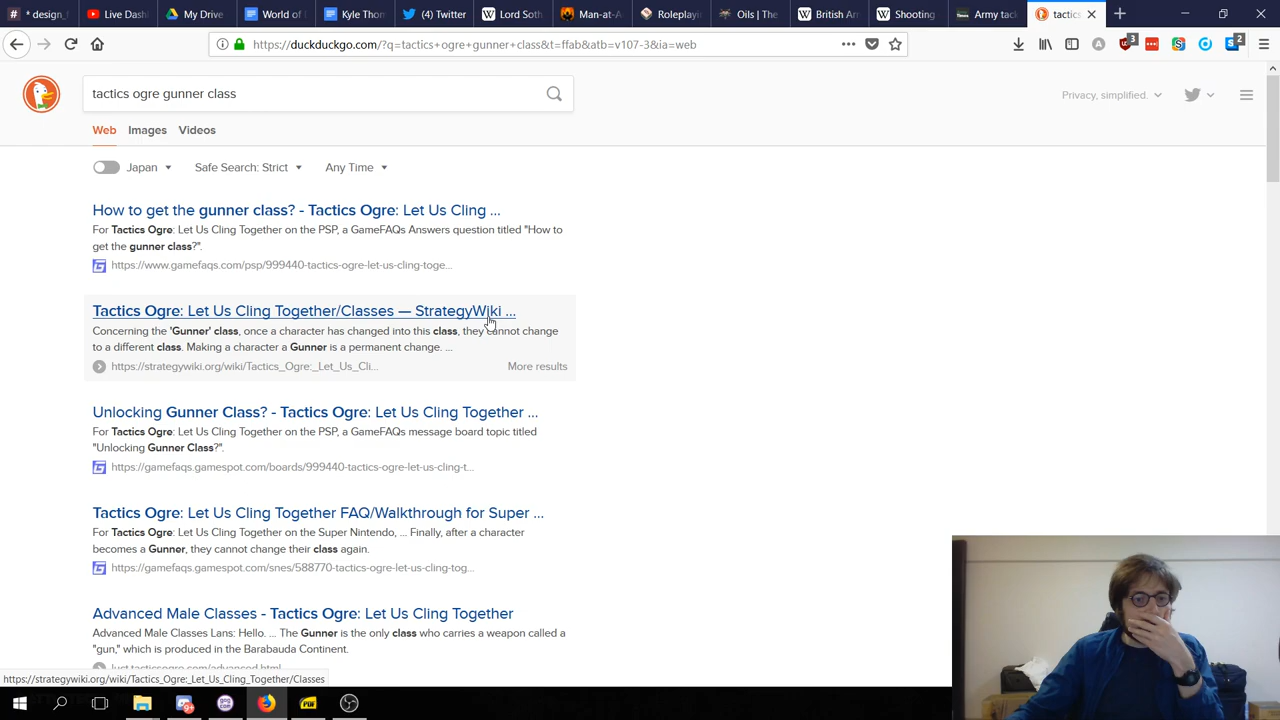 * design_f
Live Dashi
My Drive
World of
Kyle Thom
(4) Twitter
Lord Soth
Man-at-A
Roleplayi
Oils | The
British Ar
Shooting
Army tac
tactics
https://duckduckgo.com/?q=tactics+ogre+gunner+class&t=ffab&atb=v107-3&ia=web
3
2
tactics ogre gunner class
Privacy, simplified.
Web Images Videos
Japan Safe Search: Strict Any Time
How to get the gunner class? - Tactics Ogre: Let Us Cling ...
For Tactics Ogre: Let Us Cling Together on the PSP, a GameFAQs Answers question titled "How to
get the gunner class?".
https://www.gamefaqs.com/psp/999440-tactics-ogre-let-us-cling-toge...
Tactics Ogre: Let Us Cling Together/Classes — StrategyWiki ...
Concerning the 'Gunner' class, once a character has changed into this class, they cannot change
to a different class. Making a character a Gunner is a permanent change. ...
https://strategywiki.org/wiki/Tactics_Ogre:_Let_Us_Cli...
More results
Unlocking Gunner Class? - Tactics Ogre: Let Us Cling Together ...
For Tactics Ogre: Let Us Cling Together on the PSP, a GameFAQs message board topic titled
"Unlocking Gunner Class?".
https://gamefaqs.gamespot.com/boards/999440-tactics-ogre-let-us-cling-t...
Tactics Ogre: Let Us Cling Together FAQ/Walkthrough for Super ...
For Tactics Ogre: Let Us Cling Together on the Super Nintendo, ... Finally, after a character
becomes a Gunner, they cannot change their class again.
https://gamefaqs.gamespot.com/snes/588770-tactics-ogre-let-us-cling-tog...
Advanced Male Classes - Tactics Ogre: Let Us Cling Together
Advanced Male Classes Lans: Hello. ... The Gunner is the only class who carries a weapon called a
"gun," which is produced in the Barabauda Continent.
luct.tacticsogre.com/advanced.html
https://strategywiki.org/wiki/Tactics_Ogre:_Let_Us_Cling_Together/Classes